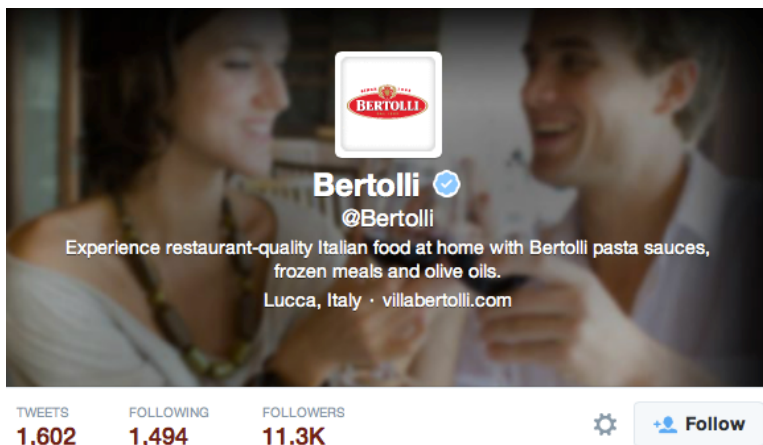 BERTOLLI
Bertolli
@Bertolli
Experience restaurant-quality Italian food at home with Bertolli pasta sauces,
frozen meals and olive oils.
Lucca, Italy · villabertolli.com
TWEETS FOLLOWING FOLLOWERS
1,602 1,494 11.3K
Follow